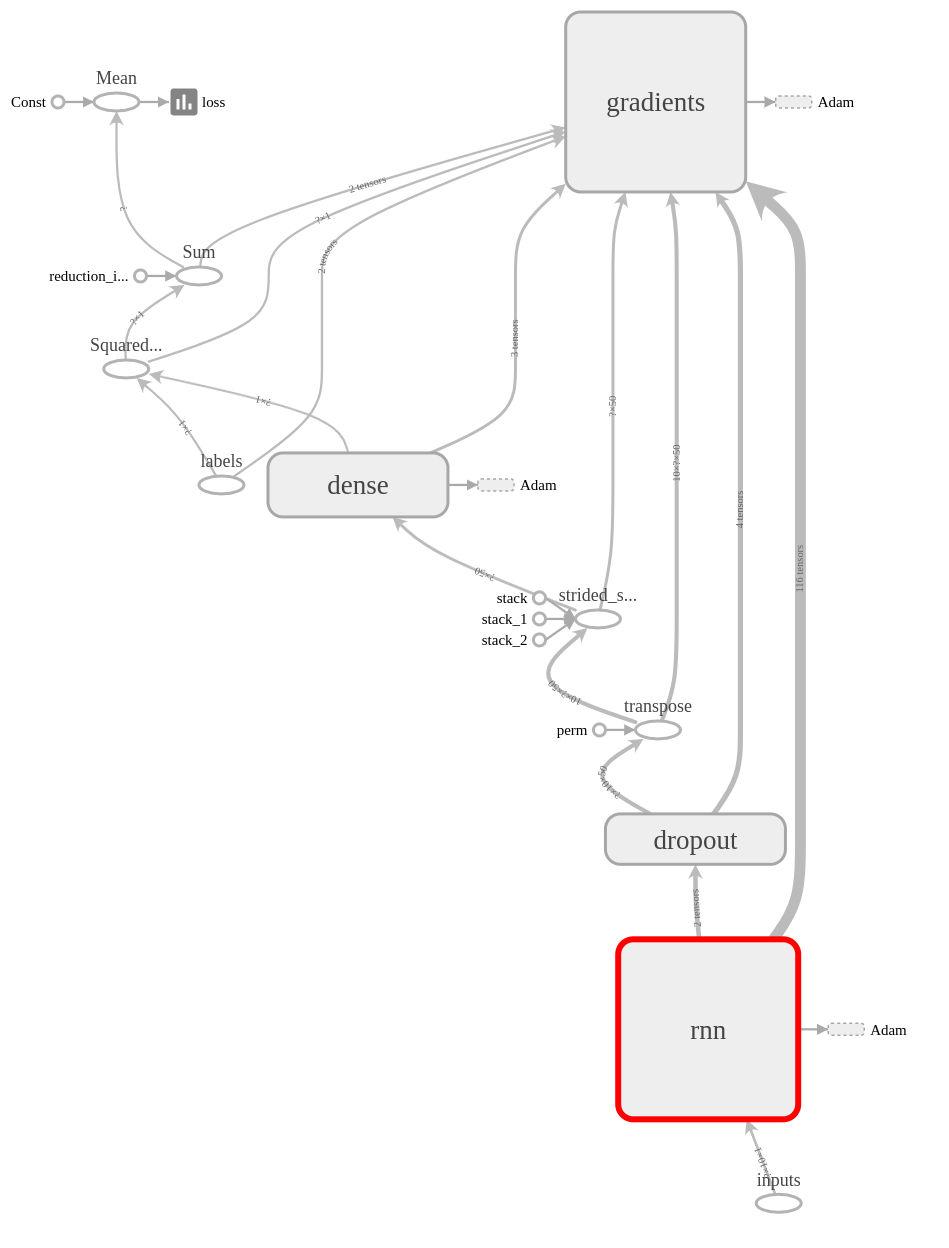 gradients
Adam
Mean
Const
loss
2 tensors
?
?×1
Sum
reduction_i...
2 tensors
?×1
3 tensors
Squared...
?×1
?×50
?×1
10×?×50
labels
dense
Adam
4 tensors
?×50
116 tensors
stack
strided_s...
stack_1
stack_2
10×?×50
transpose
perm
?×10×50
dropout
2 tensors
rnn
Adam
?×10×1
inputs